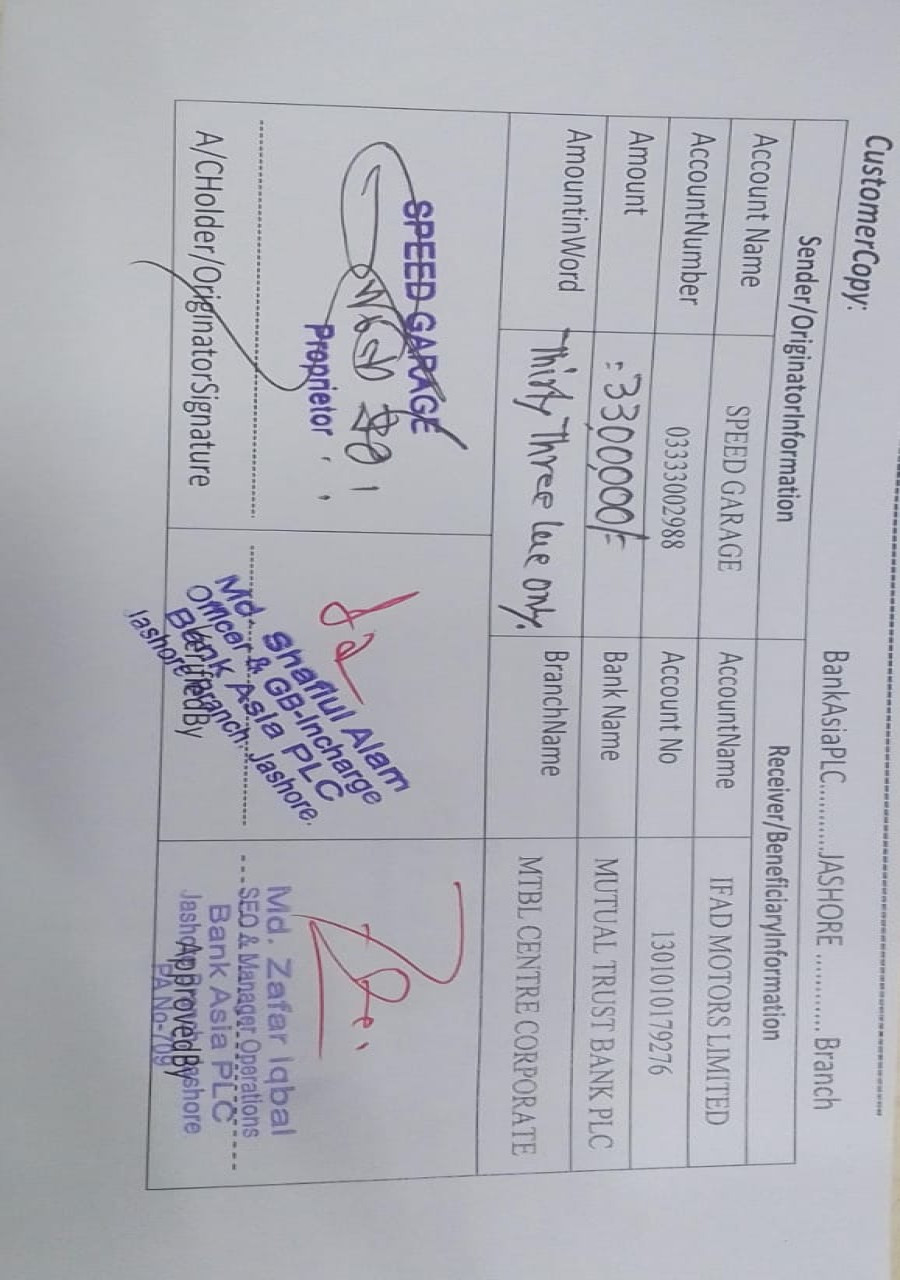 CustomerCopy:
BankAsiaPLC..........JASHORE ............ Branch
Sender/OriginatorInformation Receiver/BeneficiaryInformation
Account Name SPEED GARAGE AccountName IFAD MOTORS LIMITED
AccountNumber 03333002988 Account No 1301010179276
Amount : 33,00,000/- Bank Name MUTUAL TRUST BANK PLC
AmountinWord Thirty Three lac only. BranchName MTBL CENTRE CORPORATE
SPEED GARAGE
Proprietor
A/CHolder/OriginatorSignature
Md. Shafiul Alam
Officer & GB-Incharge
Bank Asia PLC
Jashore Branch, Jashore.
VerifiedBy
Md. Zafar Iqbal
SEO & Manager Operations
Bank Asia PLC
Jashore Branch, Jashore
PA No-709
ApprovedBy